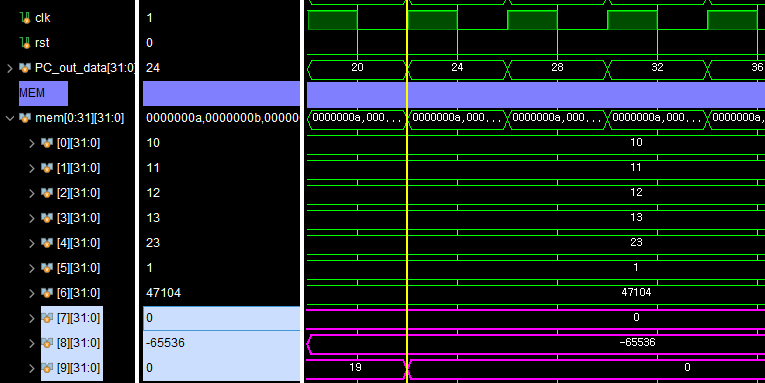 clk 1
rst 0
PC_out_data[31:0] 24 20 24 28 32 36
MEM
mem[0:31][31:0] 0000000a,0000000b,00000 0000000a,000... 0000000a,000... 0000000a,000... 0000000a,000... 0000000a
[0][31:0] 10 10
[1][31:0] 11 11
[2][31:0] 12 12
[3][31:0] 13 13
[4][31:0] 23 23
[5][31:0] 1 1
[6][31:0] 47104 47104
[7][31:0] 0 0
[8][31:0] -65536 -65536
[9][31:0] 0 19 0